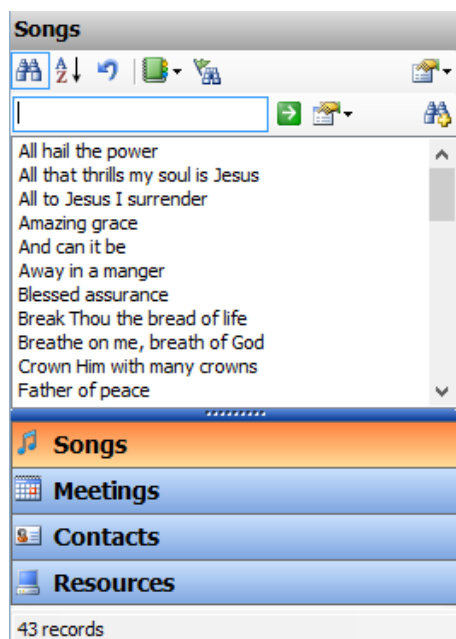 Songs
A
Z
All hail the power
All that thrills my soul is Jesus
All to Jesus I surrender
Amazing grace
And can it be
Away in a manger
Blessed assurance
Break Thou the bread of life
Breathe on me, breath of God
Crown Him with many crowns
Father of peace
Songs
Meetings
Contacts
Resources
43 records